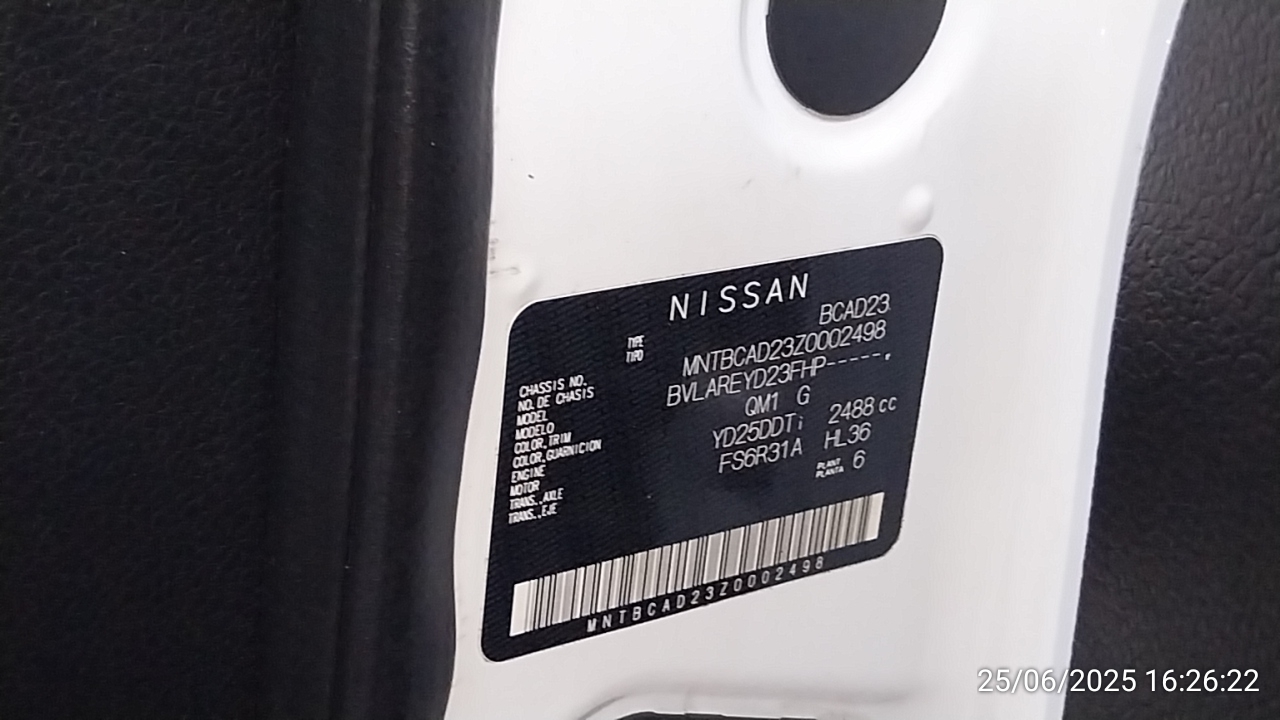 NISSAN
TYPE BCAD23
TIPO
CHASSIS NO. MNTBCAD23Z0002498
NO. DE CHASIS
MODEL BVLAREYD23FHP-----,
MODELO
COLOR,TRIM QM1 G
COLOR,GUARNICION
ENGINE YD25DDTi 2488 cc
MOTOR
TRANS.,AXLE FS6R31A HL36
TRANS.,EJE
PLANT 6
PLANTA
MNTBCAD23Z0002498
25/06/2025 16:26:22